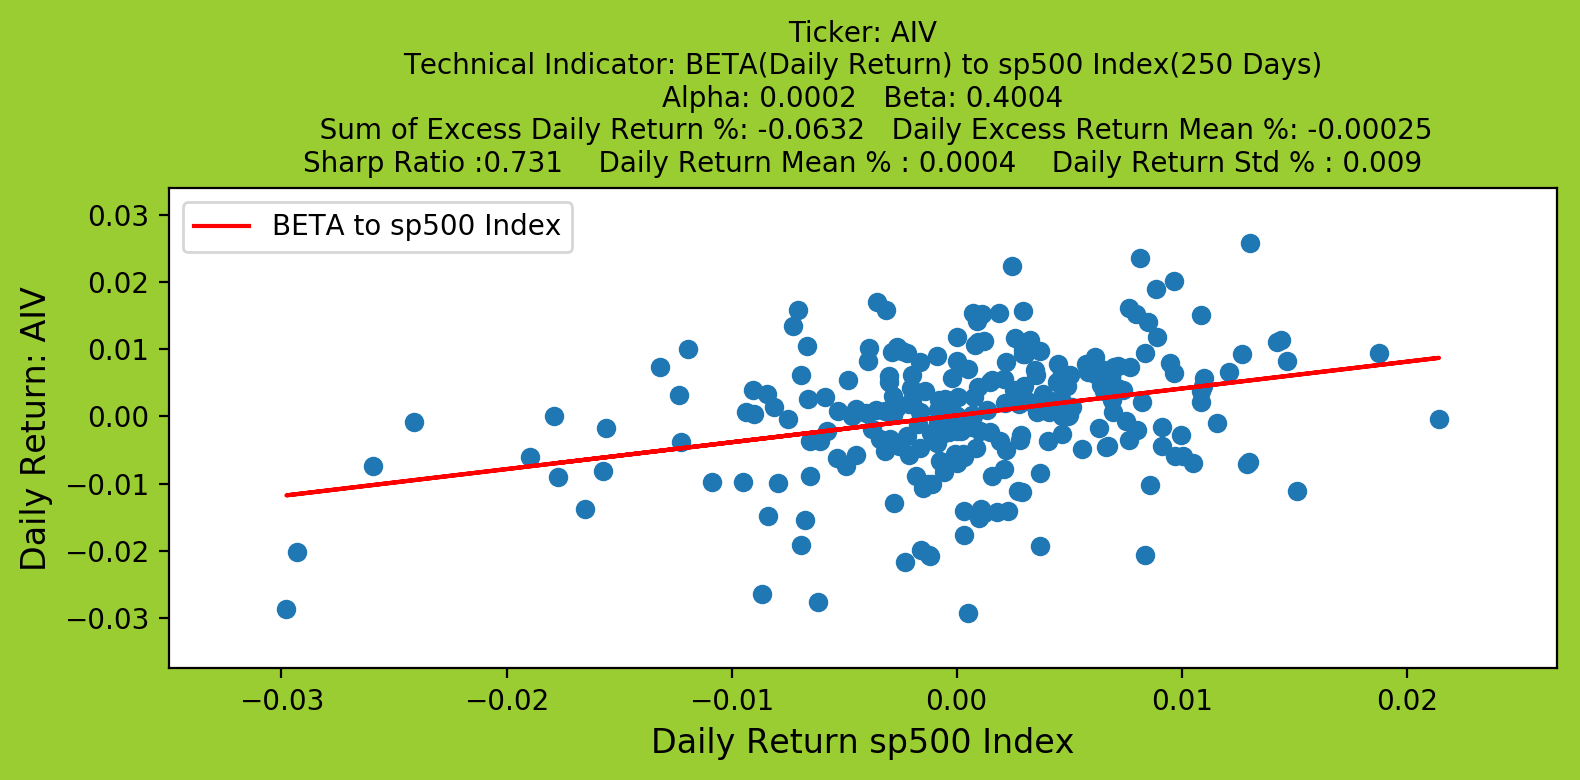 Ticker: AIV
Technical Indicator: BETA(Daily Return) to sp500 Index(250 Days)
Alpha: 0.0002   Beta: 0.4004
Sum of Excess Daily Return %: -0.0632   Daily Excess Return Mean %: -0.00025
Sharp Ratio :0.731    Daily Return Mean % : 0.0004    Daily Return Std % : 0.009
BETA to sp500 Index
Daily Return: AIV
0.03
0.02
0.01
0.00
−0.01
−0.02
−0.03
−0.03 −0.02 −0.01 0.00 0.01 0.02
Daily Return sp500 Index